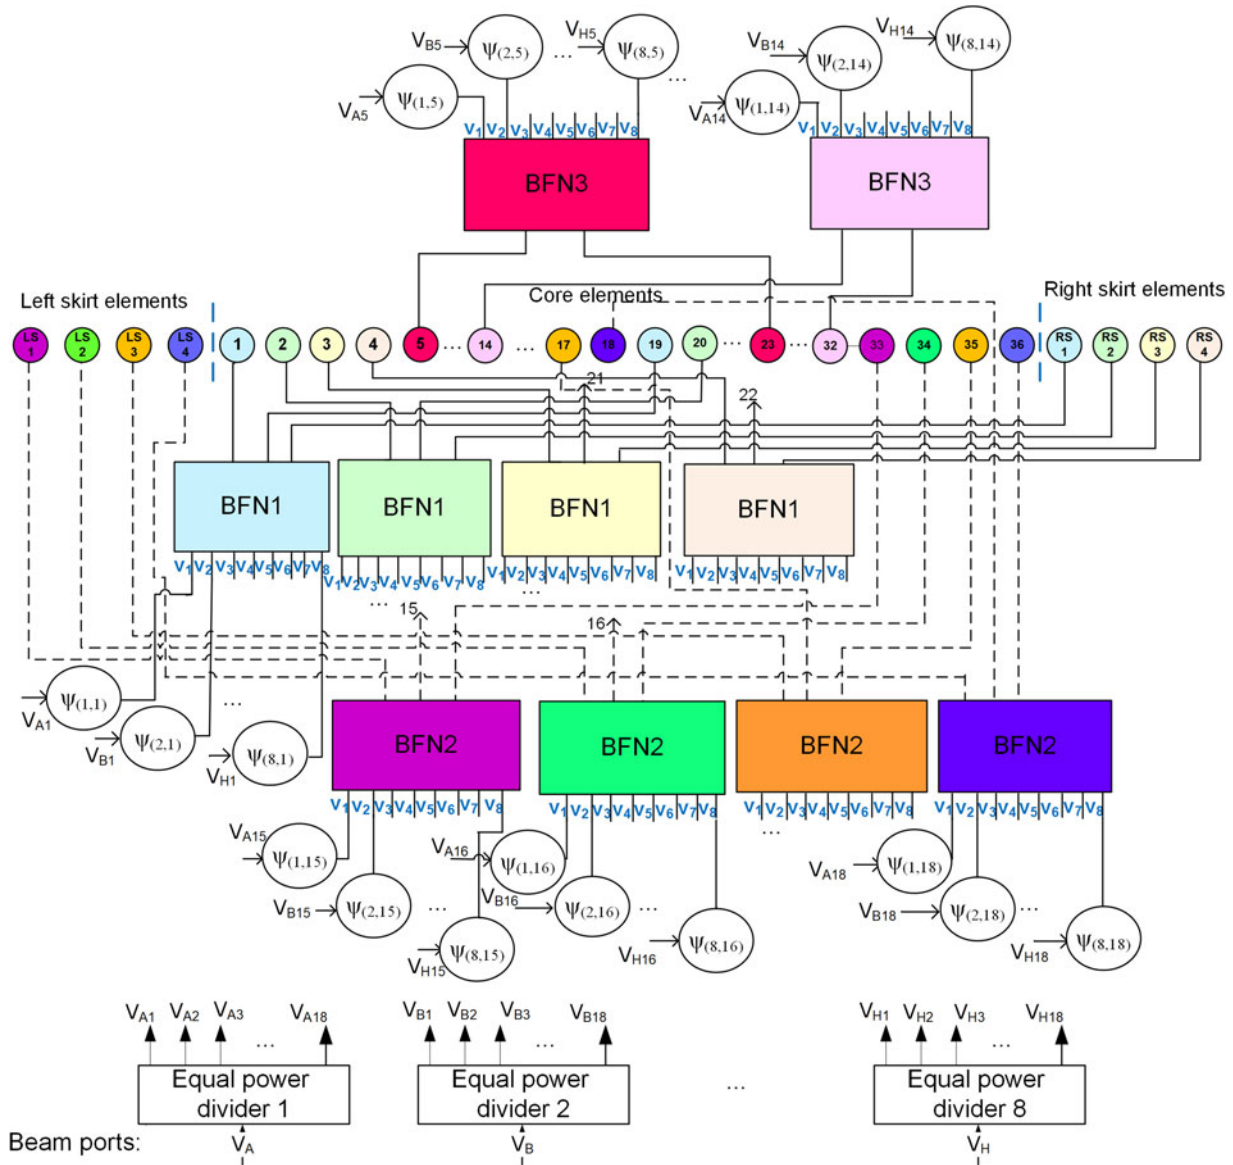 V_B5 ψ(2,5) ... V_H5 ψ(8,5) ... V_B14 ψ(2,14) V_H14 ψ(8,14)
V_A5 ψ(1,5) V_A14 ψ(1,14)
V1 V2 V3 V4 V5 V6 V7 V8 V1 V2 V3 V4 V5 V6 V7 V8
BFN3 BFN3
Left skirt elements Core elements Right skirt elements
LS 1 LS 2 LS 3 LS 4 1 2 3 4 5 ... 14 ... 17 18 19 20 ... 23 ... 32 33 34 35 36 RS 1 RS 2 RS 3 RS 4
21 22
BFN1 BFN1 BFN1 BFN1
V1 V2 V3 V4 V5 V6 V7 V8 V1 V2 V3 V4 V5 V6 V7 V8 V1 V2 V3 V4 V5 V6 V7 V8 V1 V2 V3 V4 V5 V6 V7 V8
... ...
15 16
V_A1 ψ(1,1) ...
V_B1 ψ(2,1) V_H1 ψ(8,1)
BFN2 BFN2 BFN2 BFN2
V1 V2 V3 V4 V5 V6 V7 V8 V1 V2 V3 V4 V5 V6 V7 V8 V1 V2 V3 V4 V5 V6 V7 V8 V1 V2 V3 V4 V5 V6 V7 V8
...
V_A15 ψ(1,15) V_A16 ψ(1,16) V_A18 ψ(1,18)
V_B15 ψ(2,15) ... V_B16 ψ(2,16) ... V_B18 ψ(2,18) ...
V_H15 ψ(8,15) V_H16 ψ(8,16) V_H18 ψ(8,18)
V_A1 V_A2 V_A3 ... V_A18 V_B1 V_B2 V_B3 ... V_B18 V_H1 V_H2 V_H3 ... V_H18
Equal power divider 1 Equal power divider 2 ... Equal power divider 8
Beam ports: V_A V_B V_H